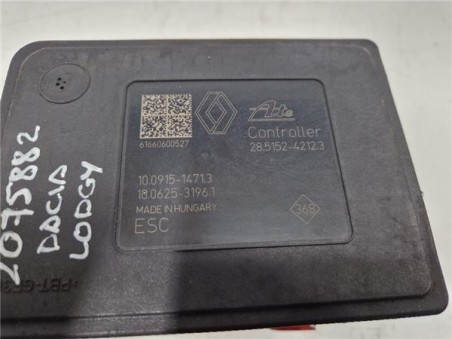 Ate
Controller
61660600527
28.5152-4212.3
10.0915-1471.3
18.0625-3196.1
MADE IN HUNGARY
ESC
368
2075882
DACIA
LODGY